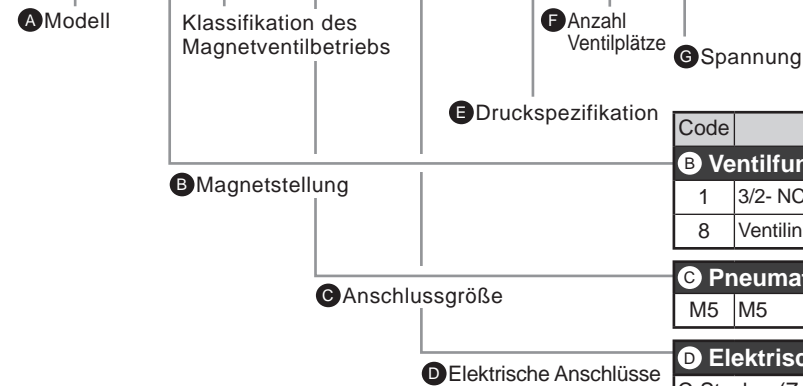 A Modell
Klassifikation des
Magnetventilbetriebs
F Anzahl
Ventilplätze
G Spannung
E Druckspezifikation
Code
B Ventilfun
1 3/2- NC
8 Ventilin
B Magnetstellung
C Pneumat
M5 M5
C Anschlussgröße
D Elektrisc
D Elektrische Anschlüsse